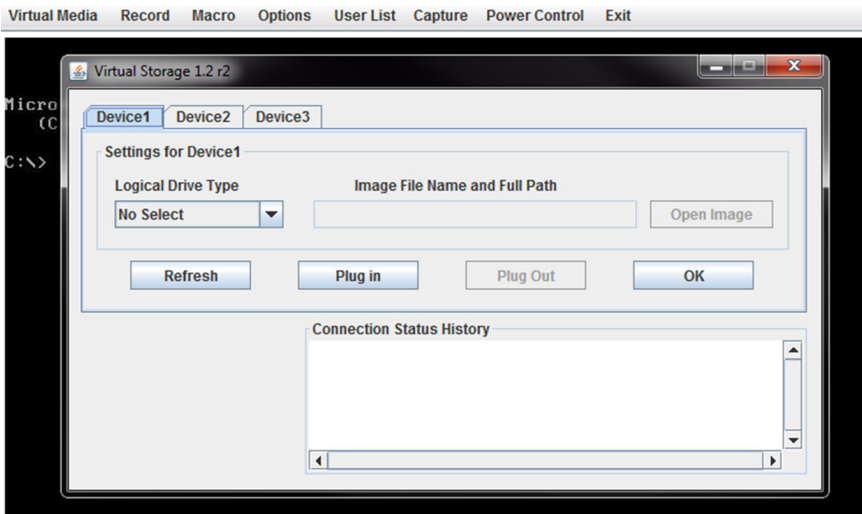 Virtual Media Record Macro Options User List Capture Power Control Exit
Virtual Storage 1.2 r2
Micro
(C
C:\>
Device1 Device2 Device3
Settings for Device1
Logical Drive Type Image File Name and Full Path
No Select Open Image
Refresh Plug in Plug Out OK
Connection Status History